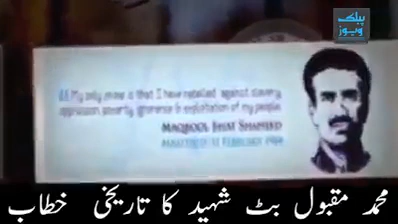 پبلک
ویوز
My only crime is that I have rebelled against slavery
oppression, poverty, ignorance & exploitation of my people.
MAQBOOL BHAT SHAHEED
11 FEBRUARY 1984
محمد مقبول بٹ شہید کا تاریخی خطاب